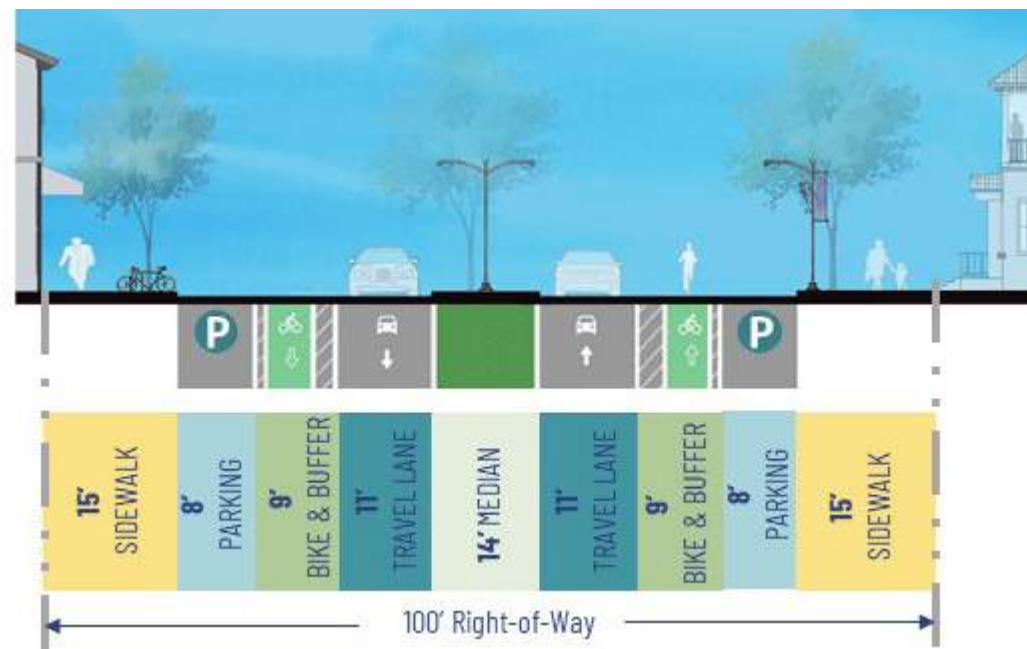 P
P
15' SIDEWALK
8' PARKING
9' BIKE & BUFFER
11' TRAVEL LANE
14' MEDIAN
11' TRAVEL LANE
9' BIKE & BUFFER
8' PARKING
15' SIDEWALK
100' Right-of-Way